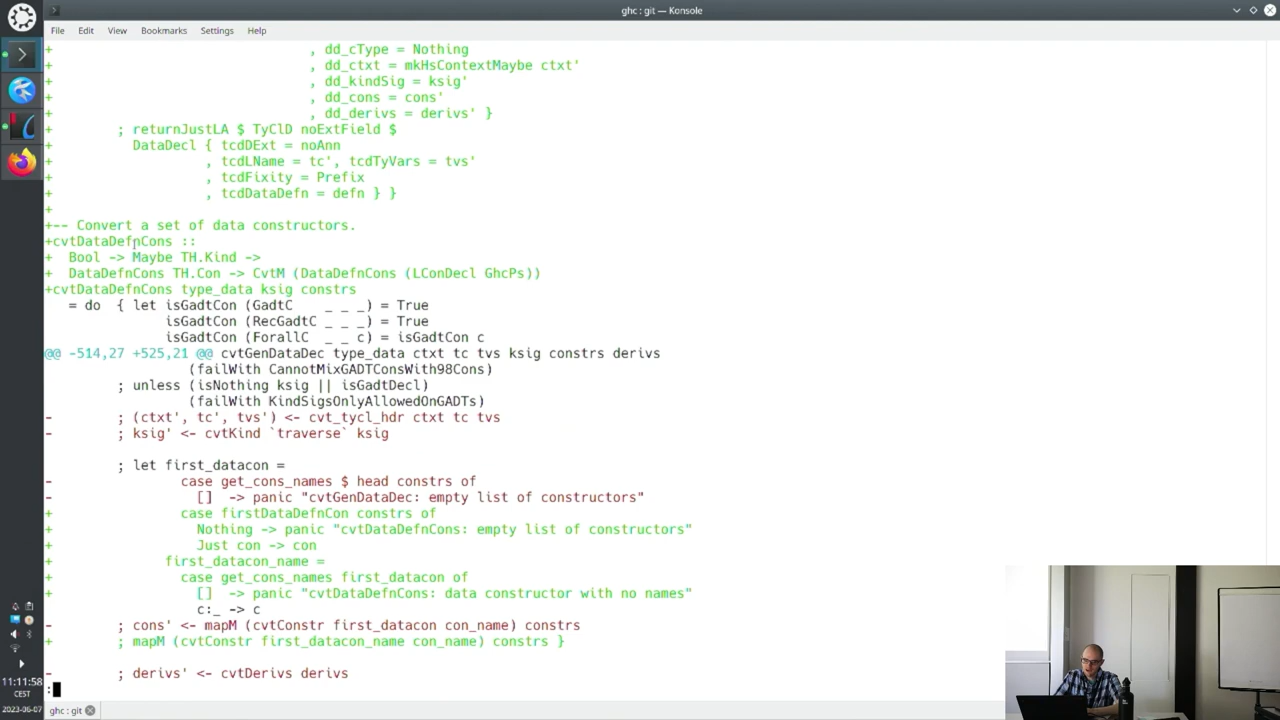 ghc : git — Konsole
File Edit View Bookmarks Settings Help
+                                 , dd_cType = Nothing
+                                 , dd_ctxt = mkHsContextMaybe ctxt'
+                                 , dd_kindSig = ksig'
+                                 , dd_cons = cons'
+                                 , dd_derivs = derivs' }
+         ; returnJustLA $ TyClD noExtField $
+           DataDecl { tcdDExt = noAnn
+                    , tcdLName = tc', tcdTyVars = tvs'
+                    , tcdFixity = Prefix
+                    , tcdDataDefn = defn } }
+
+-- Convert a set of data constructors.
+cvtDataDefnCons ::
+  Bool -> Maybe TH.Kind ->
+  DataDefnCons TH.Con -> CvtM (DataDefnCons (LConDecl GhcPs))
+cvtDataDefnCons type_data ksig constrs
   = do  { let isGadtCon (GadtC    _ _ _) = True
               isGadtCon (RecGadtC _ _ _) = True
               isGadtCon (ForallC  _ _ c) = isGadtCon c
@@ -514,27 +525,21 @@ cvtGenDataDec type_data ctxt tc tvs ksig constrs derivs
                  (failWith CannotMixGADTConsWith98Cons)
         ; unless (isNothing ksig || isGadtDecl)
                  (failWith KindSigsOnlyAllowedOnGADTs)
-        ; (ctxt', tc', tvs') <- cvt_tycl_hdr ctxt tc tvs
-        ; ksig' <- cvtKind `traverse` ksig
         ; let first_datacon =
-                case get_cons_names $ head constrs of
-                  []  -> panic "cvtGenDataDec: empty list of constructors"
+                case firstDataDefnCon constrs of
+                  Nothing -> panic "cvtDataDefnCons: empty list of constructors"
+                  Just con -> con
+              first_datacon_name =
+                case get_cons_names first_datacon of
+                  []  -> panic "cvtDataDefnCons: data constructor with no names"
                  c:_ -> c
-        ; cons' <- mapM (cvtConstr first_datacon con_name) constrs
+        ; mapM (cvtConstr first_datacon_name con_name) constrs }
-        ; derivs' <- cvtDerivs derivs
:
11:11:58
CEST
2023-06-07
ghc : git